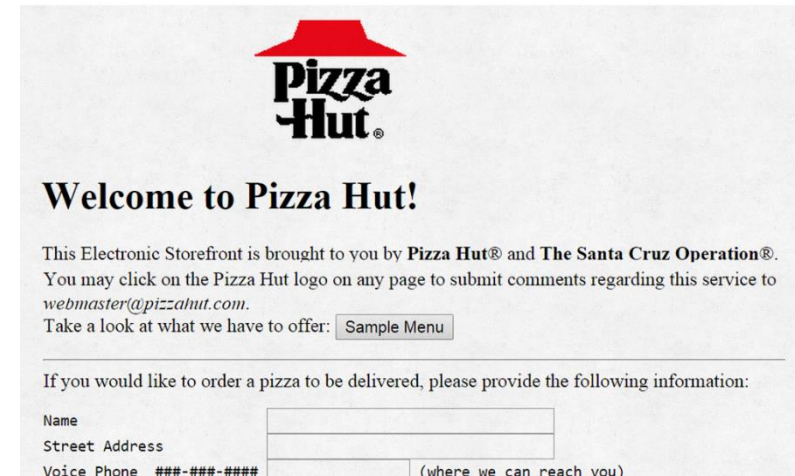 Pizza
Hut®
Welcome to Pizza Hut!
This Electronic Storefront is brought to you by Pizza Hut® and The Santa Cruz Operation®.
You may click on the Pizza Hut logo on any page to submit comments regarding this service to
webmaster@pizzahut.com.
Take a look at what we have to offer: Sample Menu
If you would like to order a pizza to be delivered, please provide the following information:
Name
Street Address
Voice Phone ###-###-#### (where we can reach you)